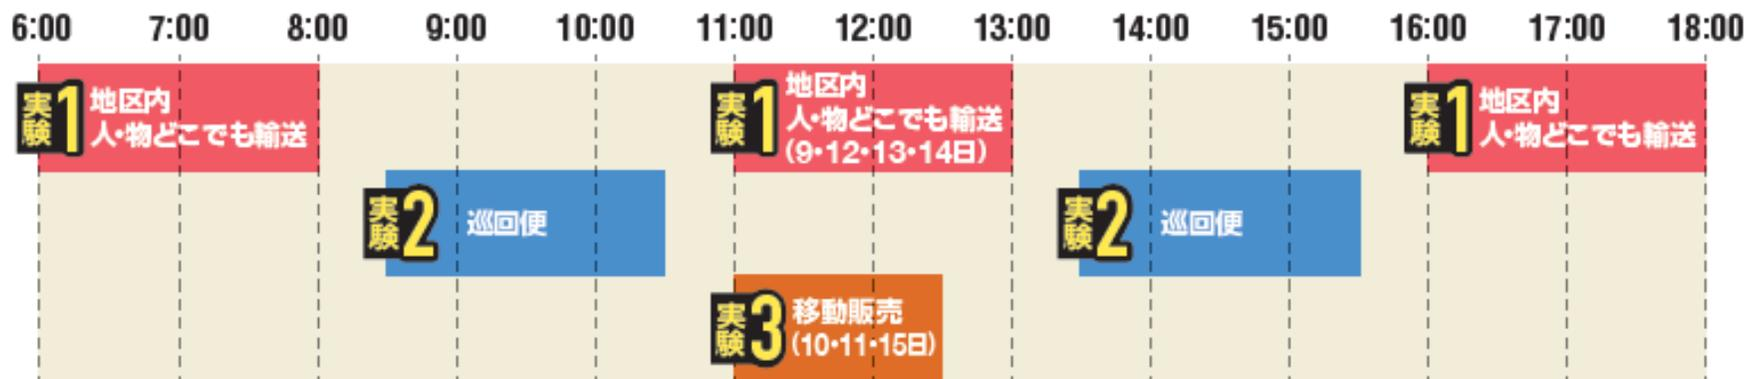 6:00 7:00 8:00 9:00 10:00 11:00 12:00 13:00 14:00 15:00 16:00 17:00 18:00
実験1 地区内
人・物どこでも輸送
実験1 地区内
人・物どこでも輸送
(9・12・13・14日)
実験1 地区内
人・物どこでも輸送
実験2 巡回便
実験2 巡回便
実験3 移動販売
(10・11・15日)